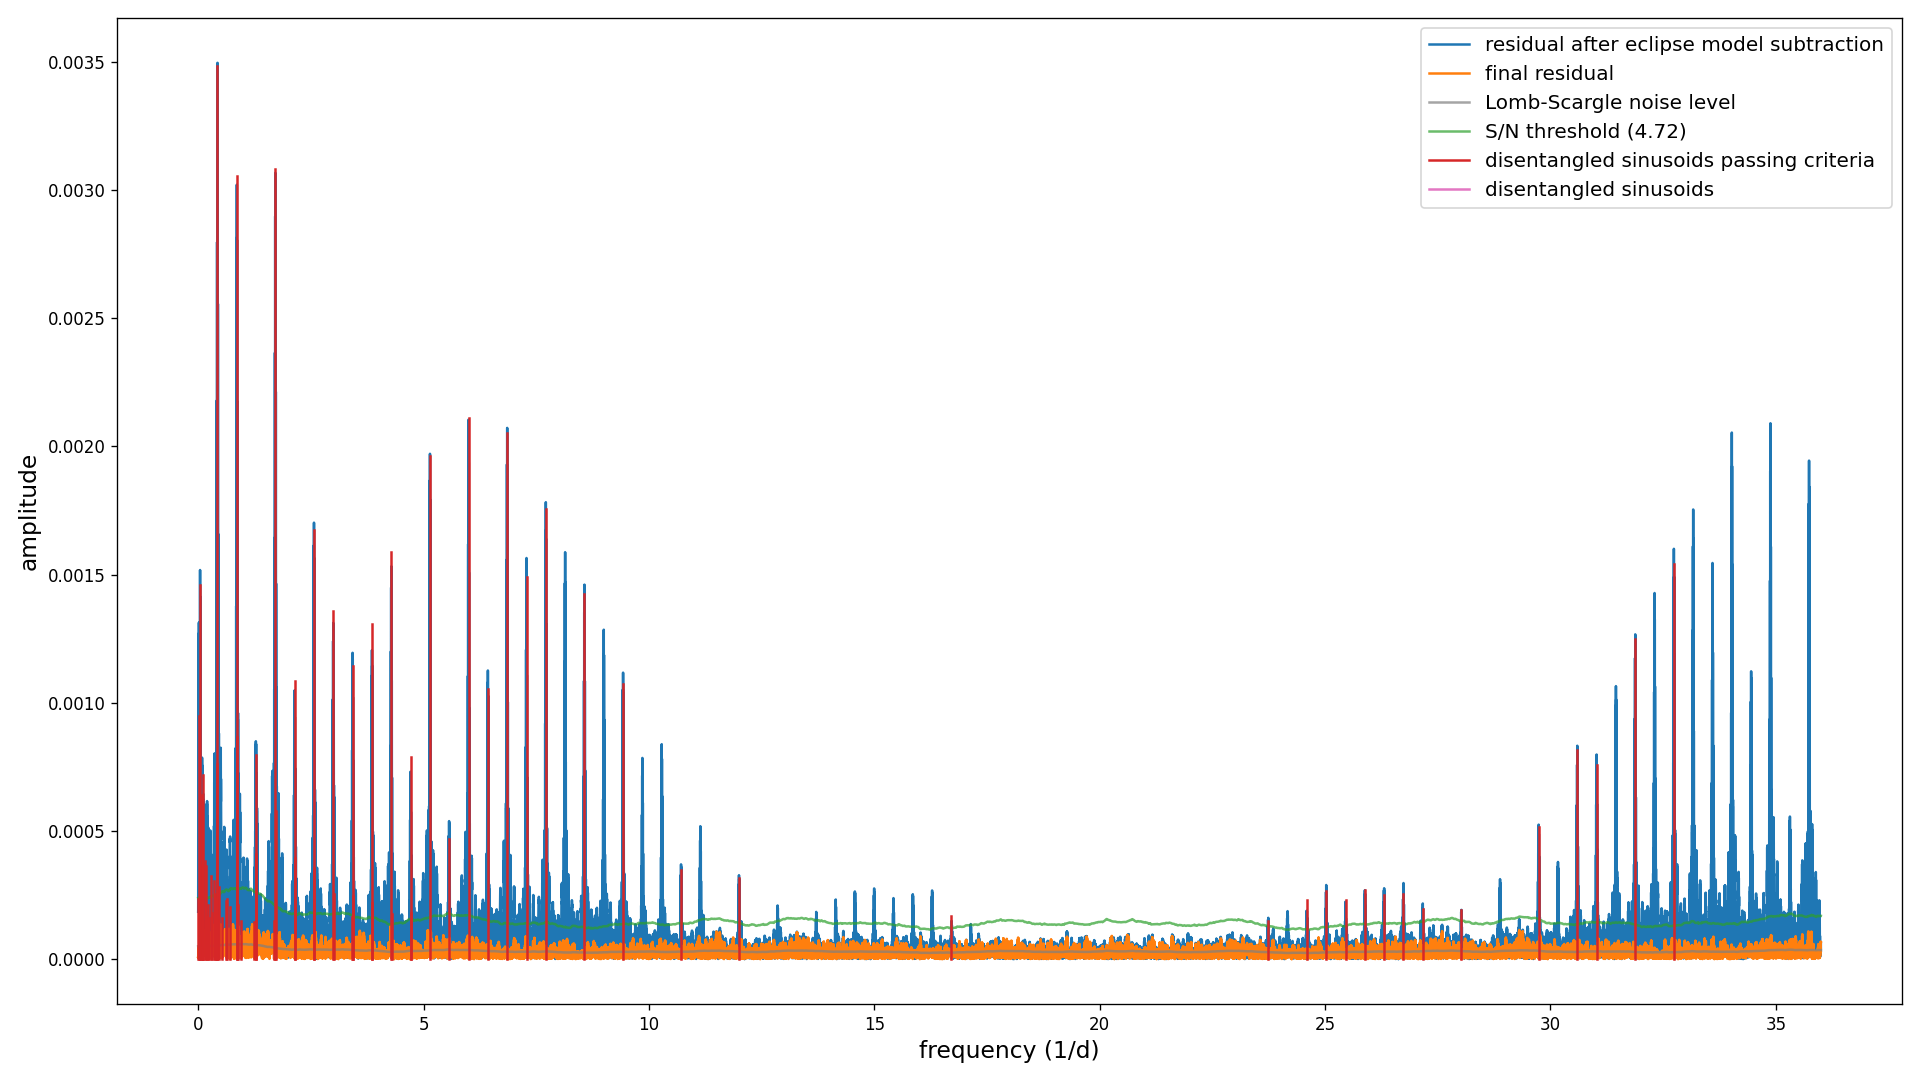 residual after eclipse model subtraction
final residual
Lomb-Scargle noise level
S/N threshold (4.72)
disentangled sinusoids passing criteria
disentangled sinusoids
0.0035
0.0030
0.0025
0.0020
0.0015
0.0010
0.0005
0.0000
amplitude
0 5 10 15 20 25 30 35
frequency (1/d)